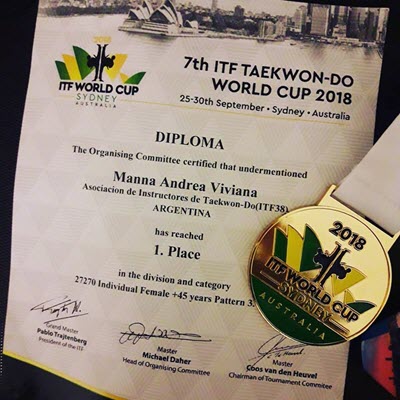 2018
ITF WORLD CUP
SYDNEY
AUSTRALIA
7th ITF TAEKWON-DO
WORLD CUP 2018
25-30th September • Sydney • Australia
DIPLOMA
The Organising Committee certified that undermentioned
Manna Andrea Viviana
Asociacion de Instructores de Taekwon-Do(ITF38)
ARGENTINA
has reached
1. Place
in the division and category
27270 Individual Female +45 years Pattern 3.
Grand Master
Pablo Trajtenberg
President of the ITF
Master
Michael Daher
Head of Organising Committee
Master
Coos van den Heuvel
Chairman of Tournament Committee
2018
ITF WORLD CUP
SYDNEY
AUSTRALIA